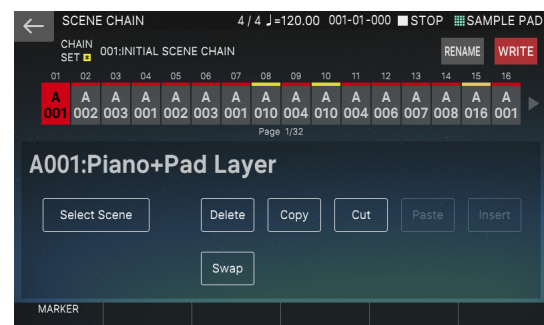 SCENE CHAIN 4 / 4 ♩=120.00 001-01-000 STOP SAMPLE PAD
CHAIN SET 001:INITIAL SCENE CHAIN RENAME WRITE
01 02 03 04 05 06 07 08 09 10 11 12 13 14 15 16
A A A A A A A A A A A A A A A A
001 002 003 001 002 003 001 010 004 010 004 006 007 008 016 001
Page 1/32
A001:Piano+Pad Layer
Select Scene Delete Copy Cut Paste Insert
Swap
MARKER